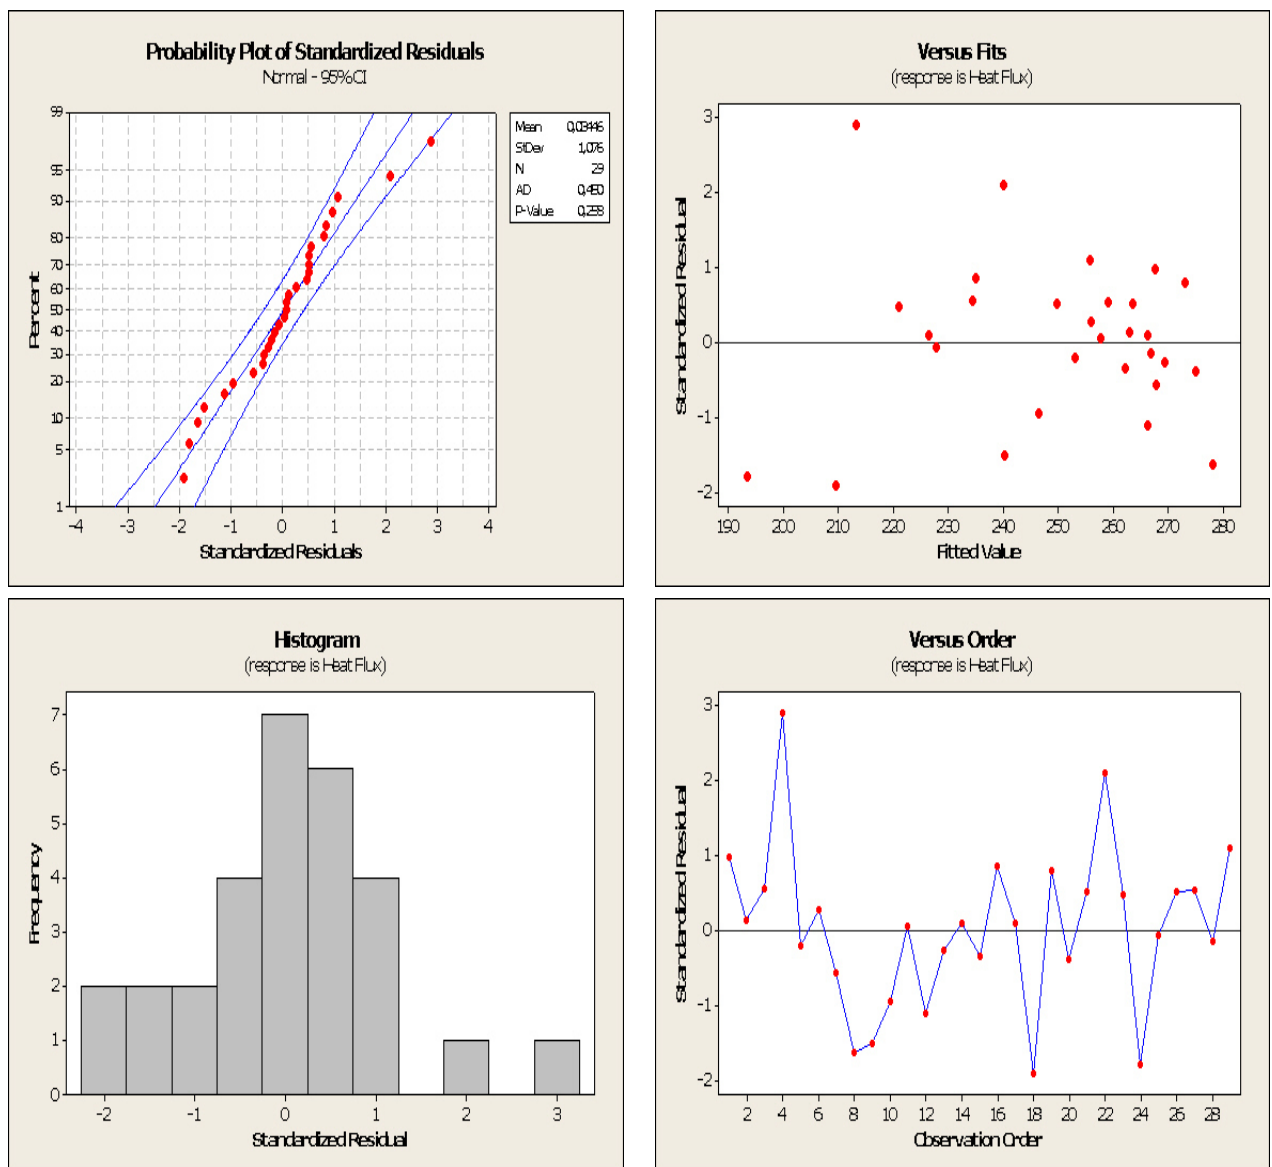 Probability Plot of Standardized Residuals
Normal - 95% CI
Percent
99
95
90
80
70
60
50
40
30
20
10
5
1
-4 -3 -2 -1 0 1 2 3 4
Standardized Residuals
Mean 0,03446
StDev 1,076
N 29
AD 0,460
P-Value
Versus Fits
(response is Heat Flux)
Standardized Residual
3
2
1
0
-1
-2
190 200 210 220 230 240 250 260 270 280
Fitted Value
Histogram
(response is Heat Flux)
Frequency
7
6
5
4
3
2
1
0
-2 -1 0 1 2 3
Standardized Residual
Versus Order
(response is Heat Flux)
Standardized Residual
3
2
1
0
-1
-2
2 4 6 8 10 12 14 16 18 20 22 24 26 28
Observation Order